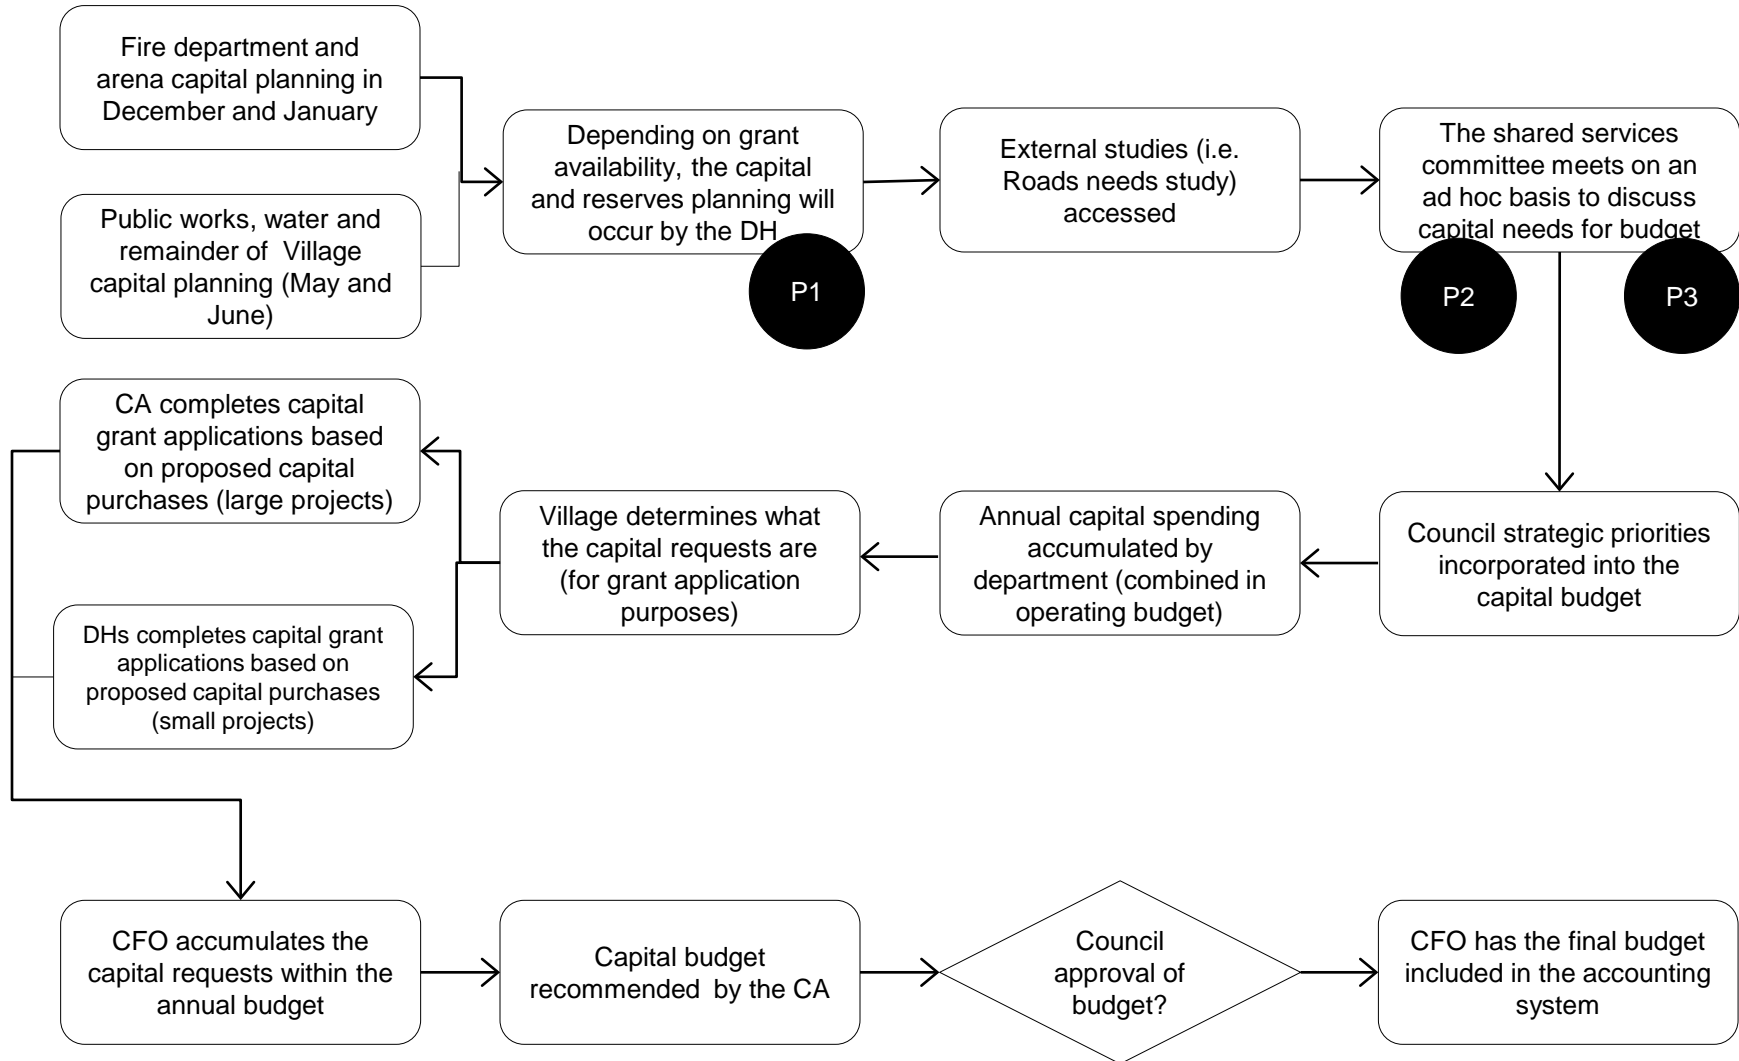 Fire department and
arena capital planning in
December and January
Public works, water and
remainder of Village
capital planning (May and
June)
Depending on grant
availability, the capital
and reserves planning will
occur by the DH
P1
External studies (i.e.
Roads needs study)
accessed
The shared services
committee meets on an
ad hoc basis to discuss
capital needs for budget
P2
P3
Council strategic priorities
incorporated into the
capital budget
Annual capital spending
accumulated by
department (combined in
operating budget)
Village determines what
the capital requests are
(for grant application
purposes)
CA completes capital
grant applications based
on proposed capital
purchases (large projects)
DHs completes capital grant
applications based on
proposed capital purchases
(small projects)
CFO accumulates the
capital requests within the
annual budget
Capital budget
recommended by the CA
Council
approval of
budget?
CFO has the final budget
included in the accounting
system